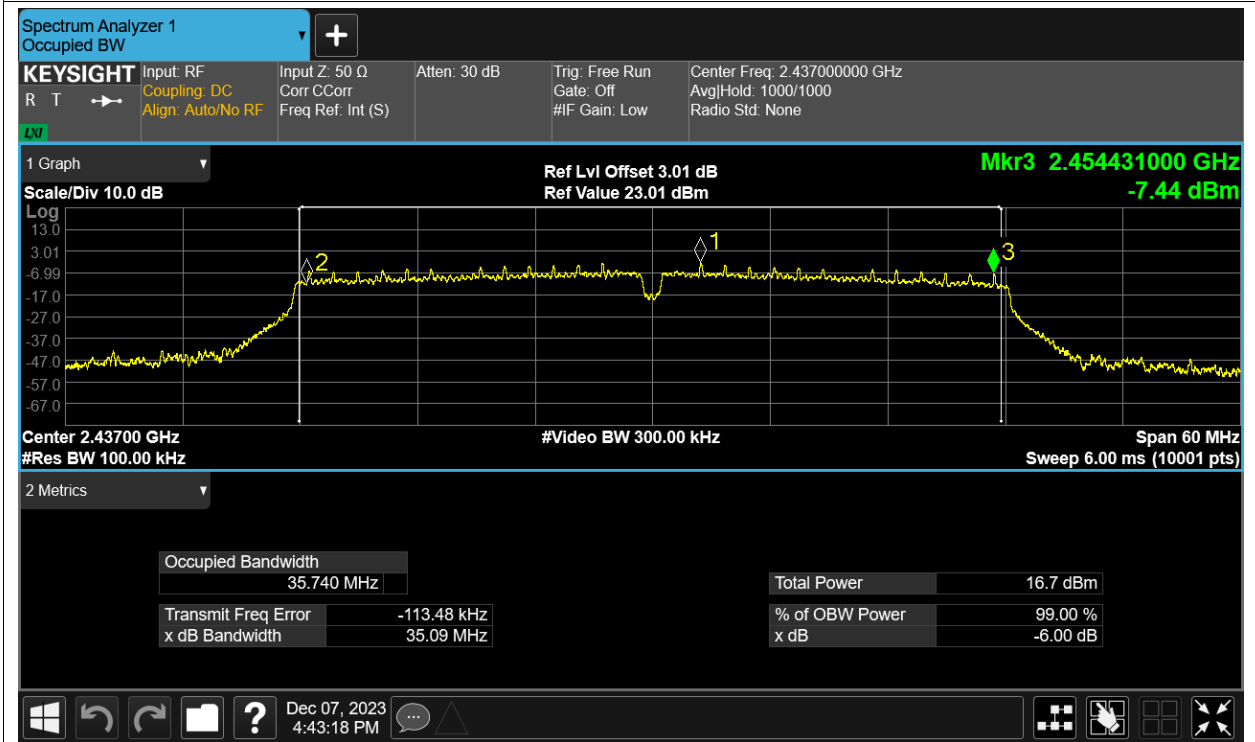 Spectrum Analyzer 1
Occupied BW
KEYSIGHT
R T
LXI
Input: RF
Coupling: DC
Align: Auto/No RF
Input Z: 50 Ω
Corr CCorr
Freq Ref: Int (S)
Atten: 30 dB
Trig: Free Run
Gate: Off
#IF Gain: Low
Center Freq: 2.437000000 GHz
Avg|Hold: 1000/1000
Radio Std: None
1 Graph
Scale/Div 10.0 dB
Ref Lvl Offset 3.01 dB
Ref Value 23.01 dBm
Mkr3 2.454431000 GHz
-7.44 dBm
Log
13.0
3.01
-6.99
-17.0
-27.0
-37.0
-47.0
-57.0
-67.0
2
1
3
Center 2.43700 GHz
#Res BW 100.00 kHz
#Video BW 300.00 kHz
Span 60 MHz
Sweep 6.00 ms (10001 pts)
2 Metrics
Occupied Bandwidth
35.740 MHz
Transmit Freq Error -113.48 kHz
x dB Bandwidth 35.09 MHz
Total Power 16.7 dBm
% of OBW Power 99.00 %
x dB -6.00 dB
?
Dec 07, 2023
4:43:18 PM